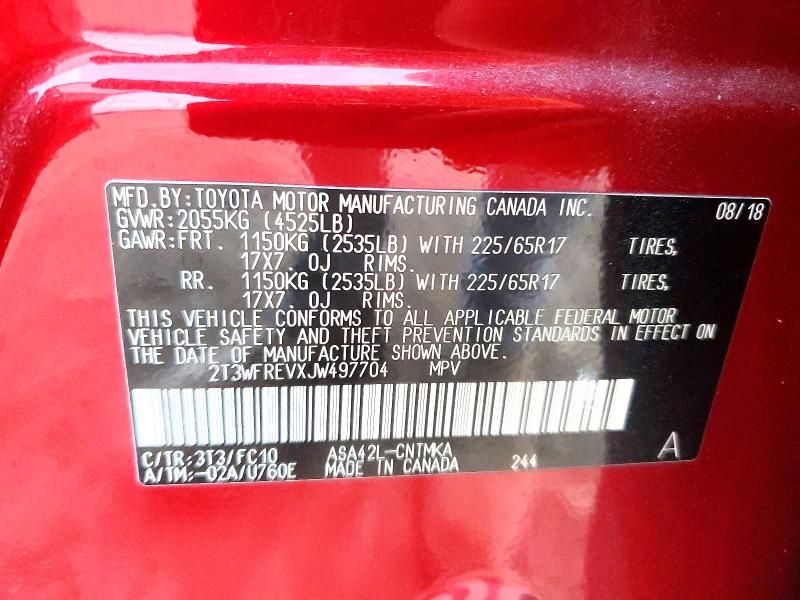 MFD. BY: TOYOTA MOTOR MANUFACTURING CANADA INC. 08/18
GVWR: 2055KG (4525LB)
GAWR: FRT. 1150KG (2535LB) WITH 225/65R17 TIRES,
17X7. 0J RIMS.
RR. 1150KG (2535LB) WITH 225/65R17 TIRES,
17X7. 0J RIMS.
THIS VEHICLE CONFORMS TO ALL APPLICABLE FEDERAL MOTOR
VEHICLE SAFETY AND THEFT PREVENTION STANDARDS IN EFFECT ON
THE DATE OF MANUFACTURE SHOWN ABOVE.
2T3WFREVXJW497704 MPV
C/TR: 3T3/FC10 ASA42L-CNTMKA A
A/TM: -02A/U760E MADE IN CANADA 244